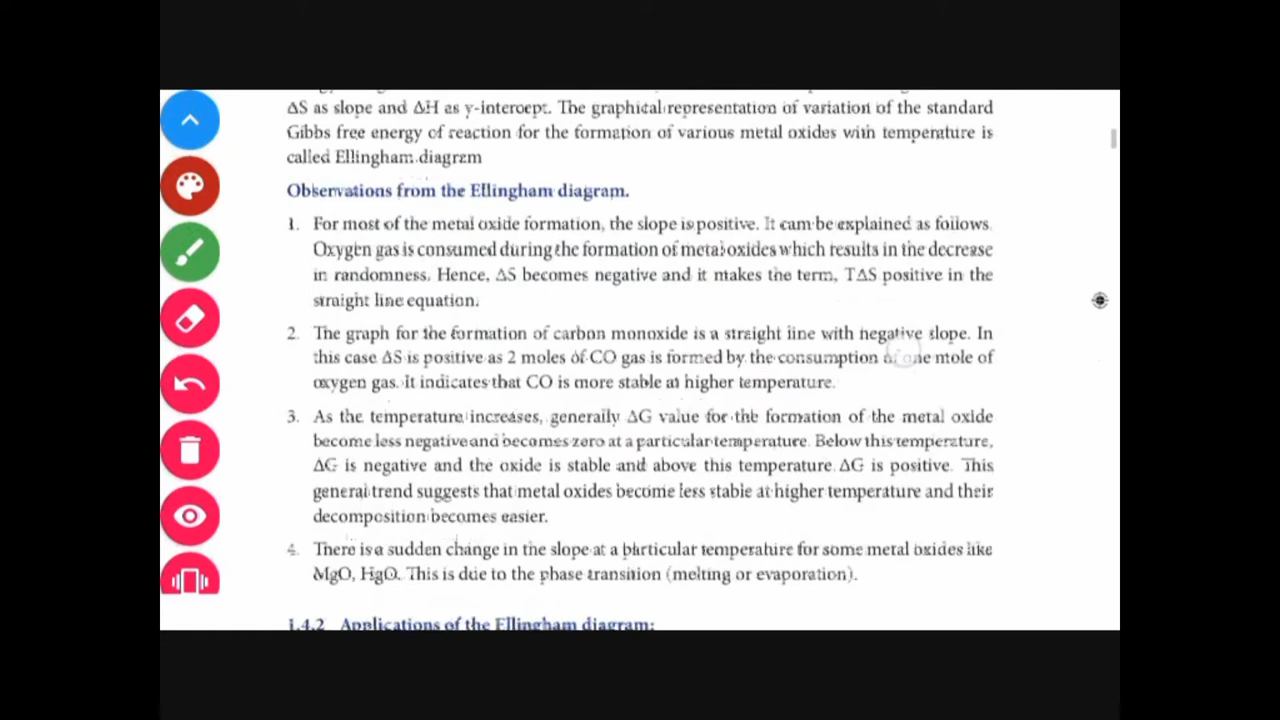 ΔS as slope and ΔH as y-intercept. The graphical representation of variation of the standard
Gibbs free energy of reaction for the formation of various metal oxides with temperature is
called Ellingham diagram
Observations from the Ellingham diagram.
1. For most of the metal oxide formation, the slope is positive. It can be explained as follows.
Oxygen gas is consumed during the formation of metal oxides which results in the decrease
in randomness. Hence, ΔS becomes negative and it makes the term, TΔS positive in the
straight line equation.
2. The graph for the formation of carbon monoxide is a straight line with negative slope. In
this case ΔS is positive as 2 moles of CO gas is formed by the consumption of one mole of
oxygen gas. It indicates that CO is more stable at higher temperature.
3. As the temperature increases, generally ΔG value for the formation of the metal oxide
become less negative and becomes zero at a particular temperature. Below this temperature,
ΔG is negative and the oxide is stable and above this temperature ΔG is positive. This
general trend suggests that metal oxides become less stable at higher temperature and their
decomposition becomes easier.
4. There is a sudden change in the slope at a particular temperature for some metal oxides like
MgO, HgO. This is due to the phase transition (melting or evaporation).
1.4.2 Applications of the Ellingham diagram: